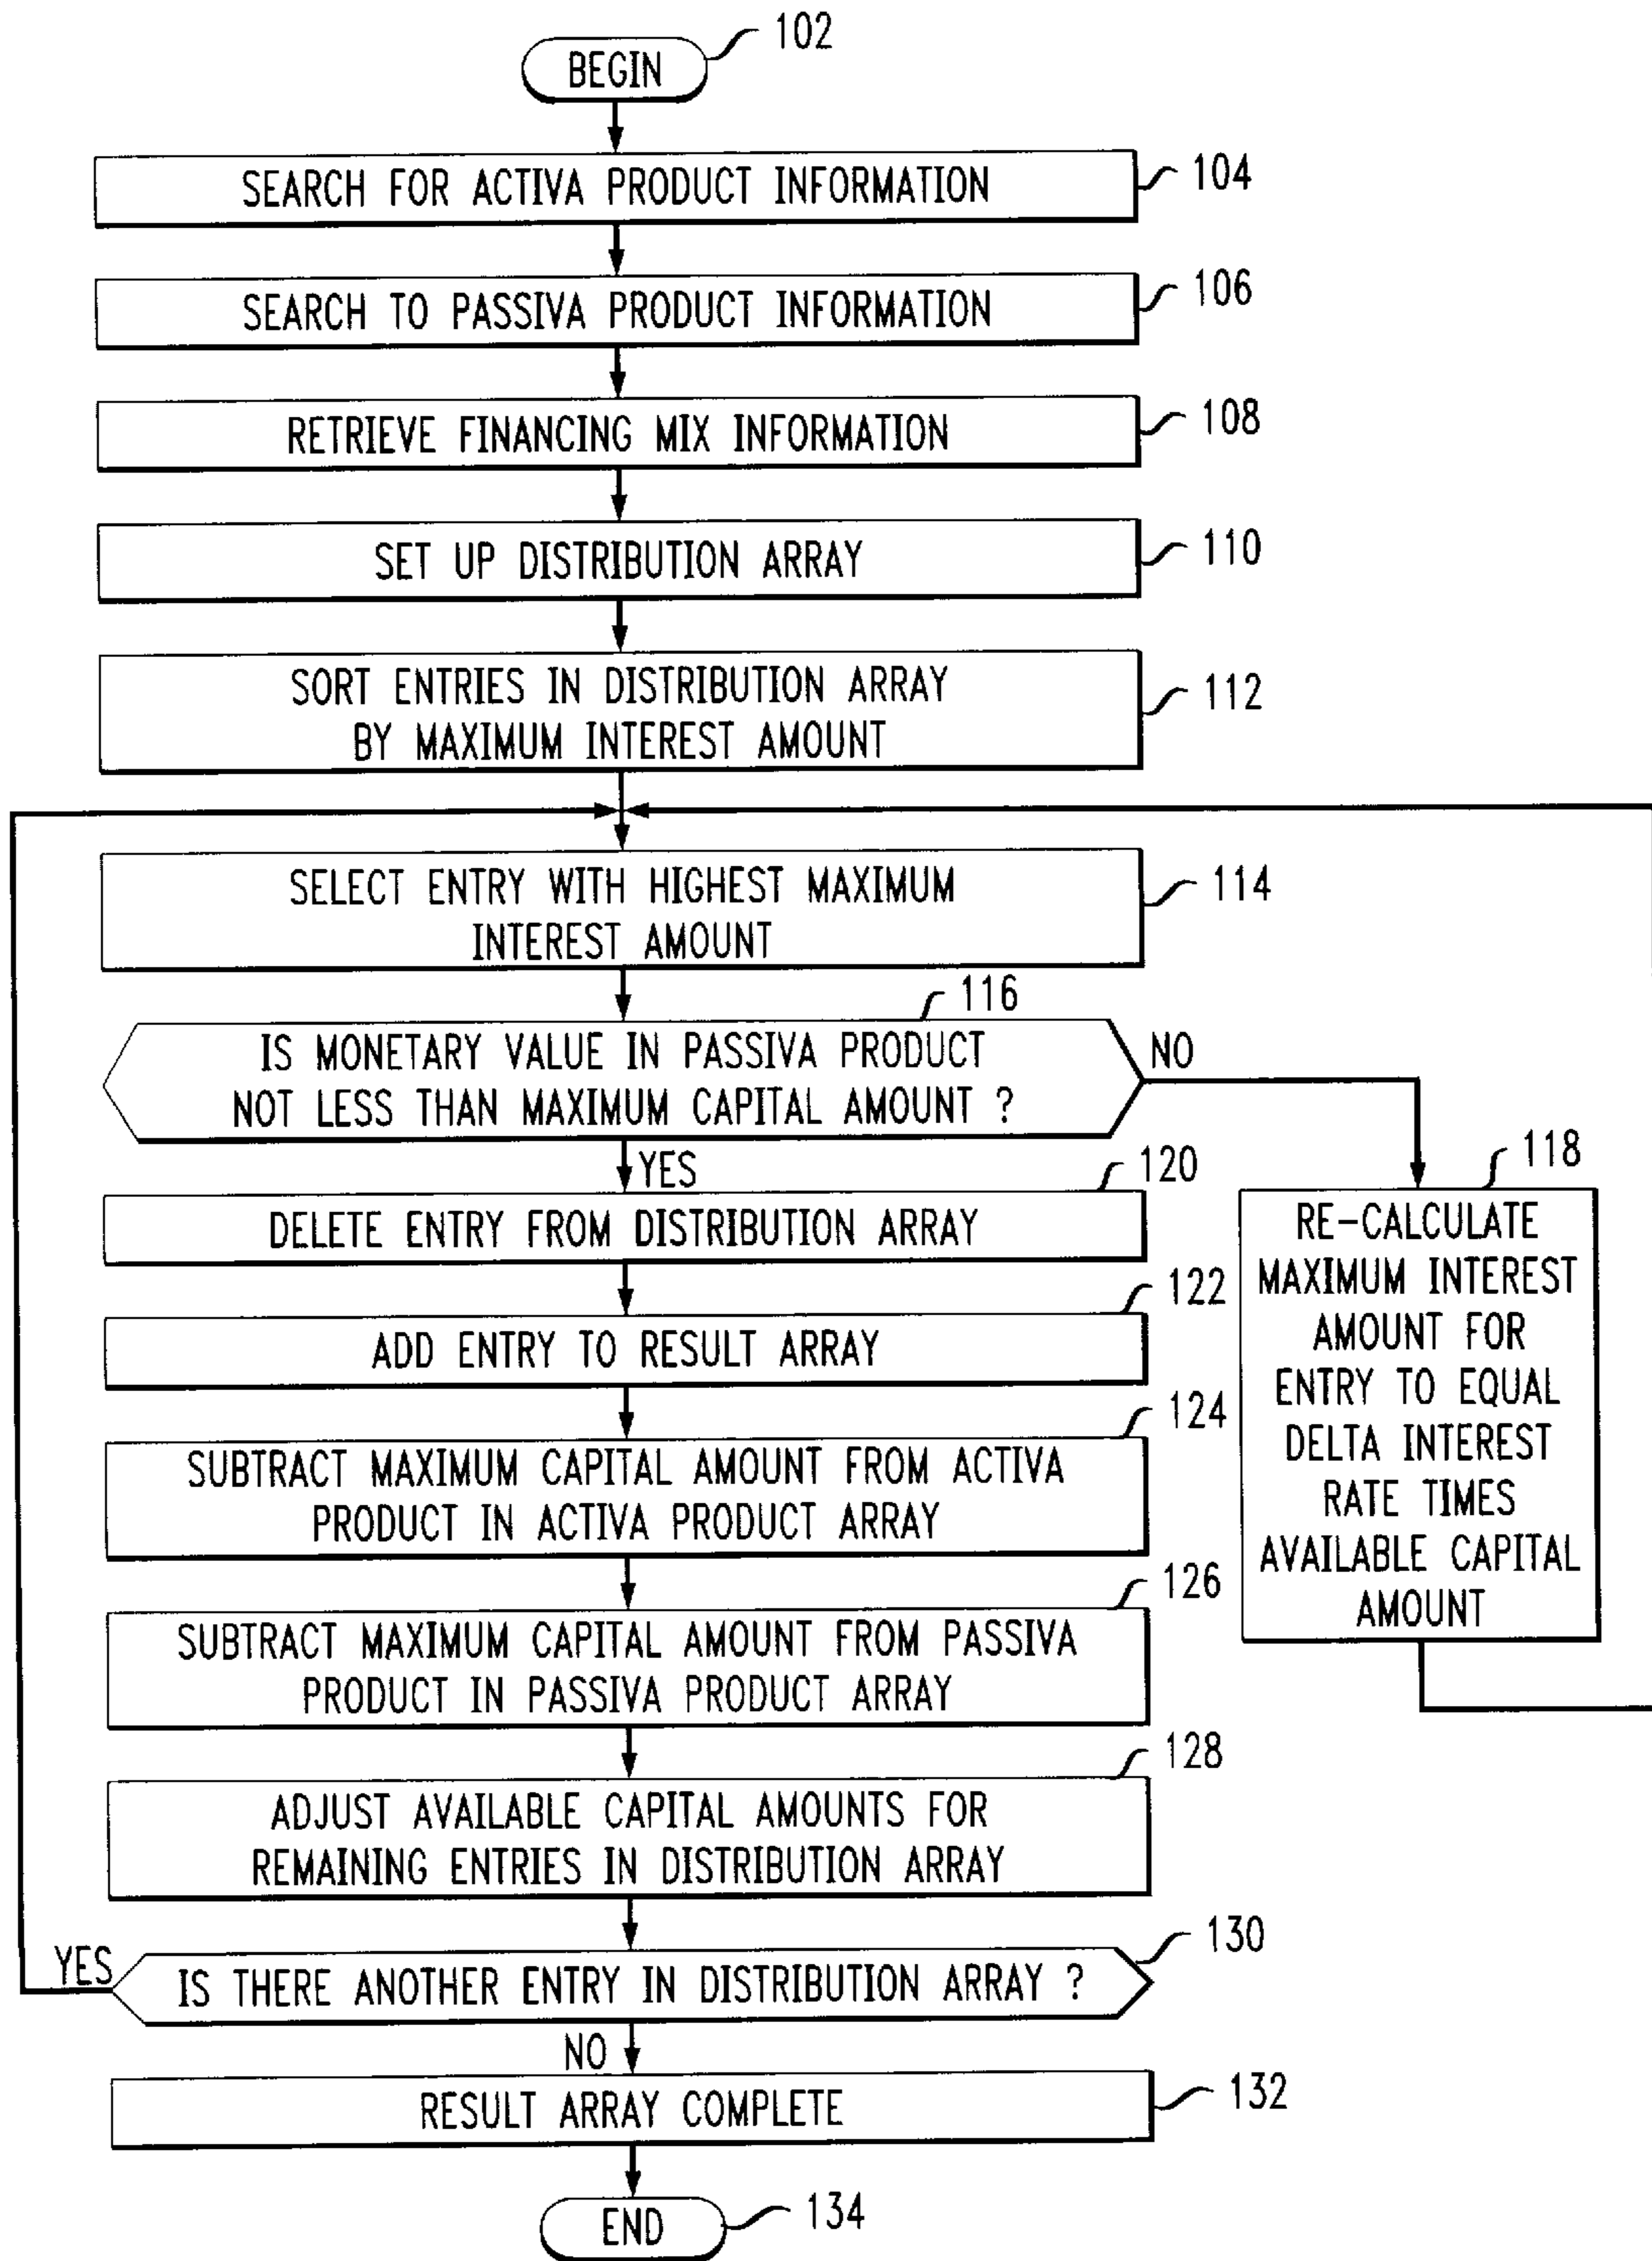 BEGIN
102
SEARCH FOR ACTIVA PRODUCT INFORMATION
104
SEARCH TO PASSIVA PRODUCT INFORMATION
106
RETRIEVE FINANCING MIX INFORMATION
108
SET UP DISTRIBUTION ARRAY
110
SORT ENTRIES IN DISTRIBUTION ARRAY
BY MAXIMUM INTEREST AMOUNT
112
SELECT ENTRY WITH HIGHEST MAXIMUM
INTEREST AMOUNT
114
116
IS MONETARY VALUE IN PASSIVA PRODUCT
NOT LESS THAN MAXIMUM CAPITAL AMOUNT ?
NO
YES
118
RE-CALCULATE
MAXIMUM INTEREST
AMOUNT FOR
ENTRY TO EQUAL
DELTA INTEREST
RATE TIMES
AVAILABLE CAPITAL
AMOUNT
120
DELETE ENTRY FROM DISTRIBUTION ARRAY
122
ADD ENTRY TO RESULT ARRAY
124
SUBTRACT MAXIMUM CAPITAL AMOUNT FROM ACTIVA
PRODUCT IN ACTIVA PRODUCT ARRAY
126
SUBTRACT MAXIMUM CAPITAL AMOUNT FROM PASSIVA
PRODUCT IN PASSIVA PRODUCT ARRAY
128
ADJUST AVAILABLE CAPITAL AMOUNTS FOR
REMAINING ENTRIES IN DISTRIBUTION ARRAY
130
YES
IS THERE ANOTHER ENTRY IN DISTRIBUTION ARRAY ?
NO
RESULT ARRAY COMPLETE
132
END
134